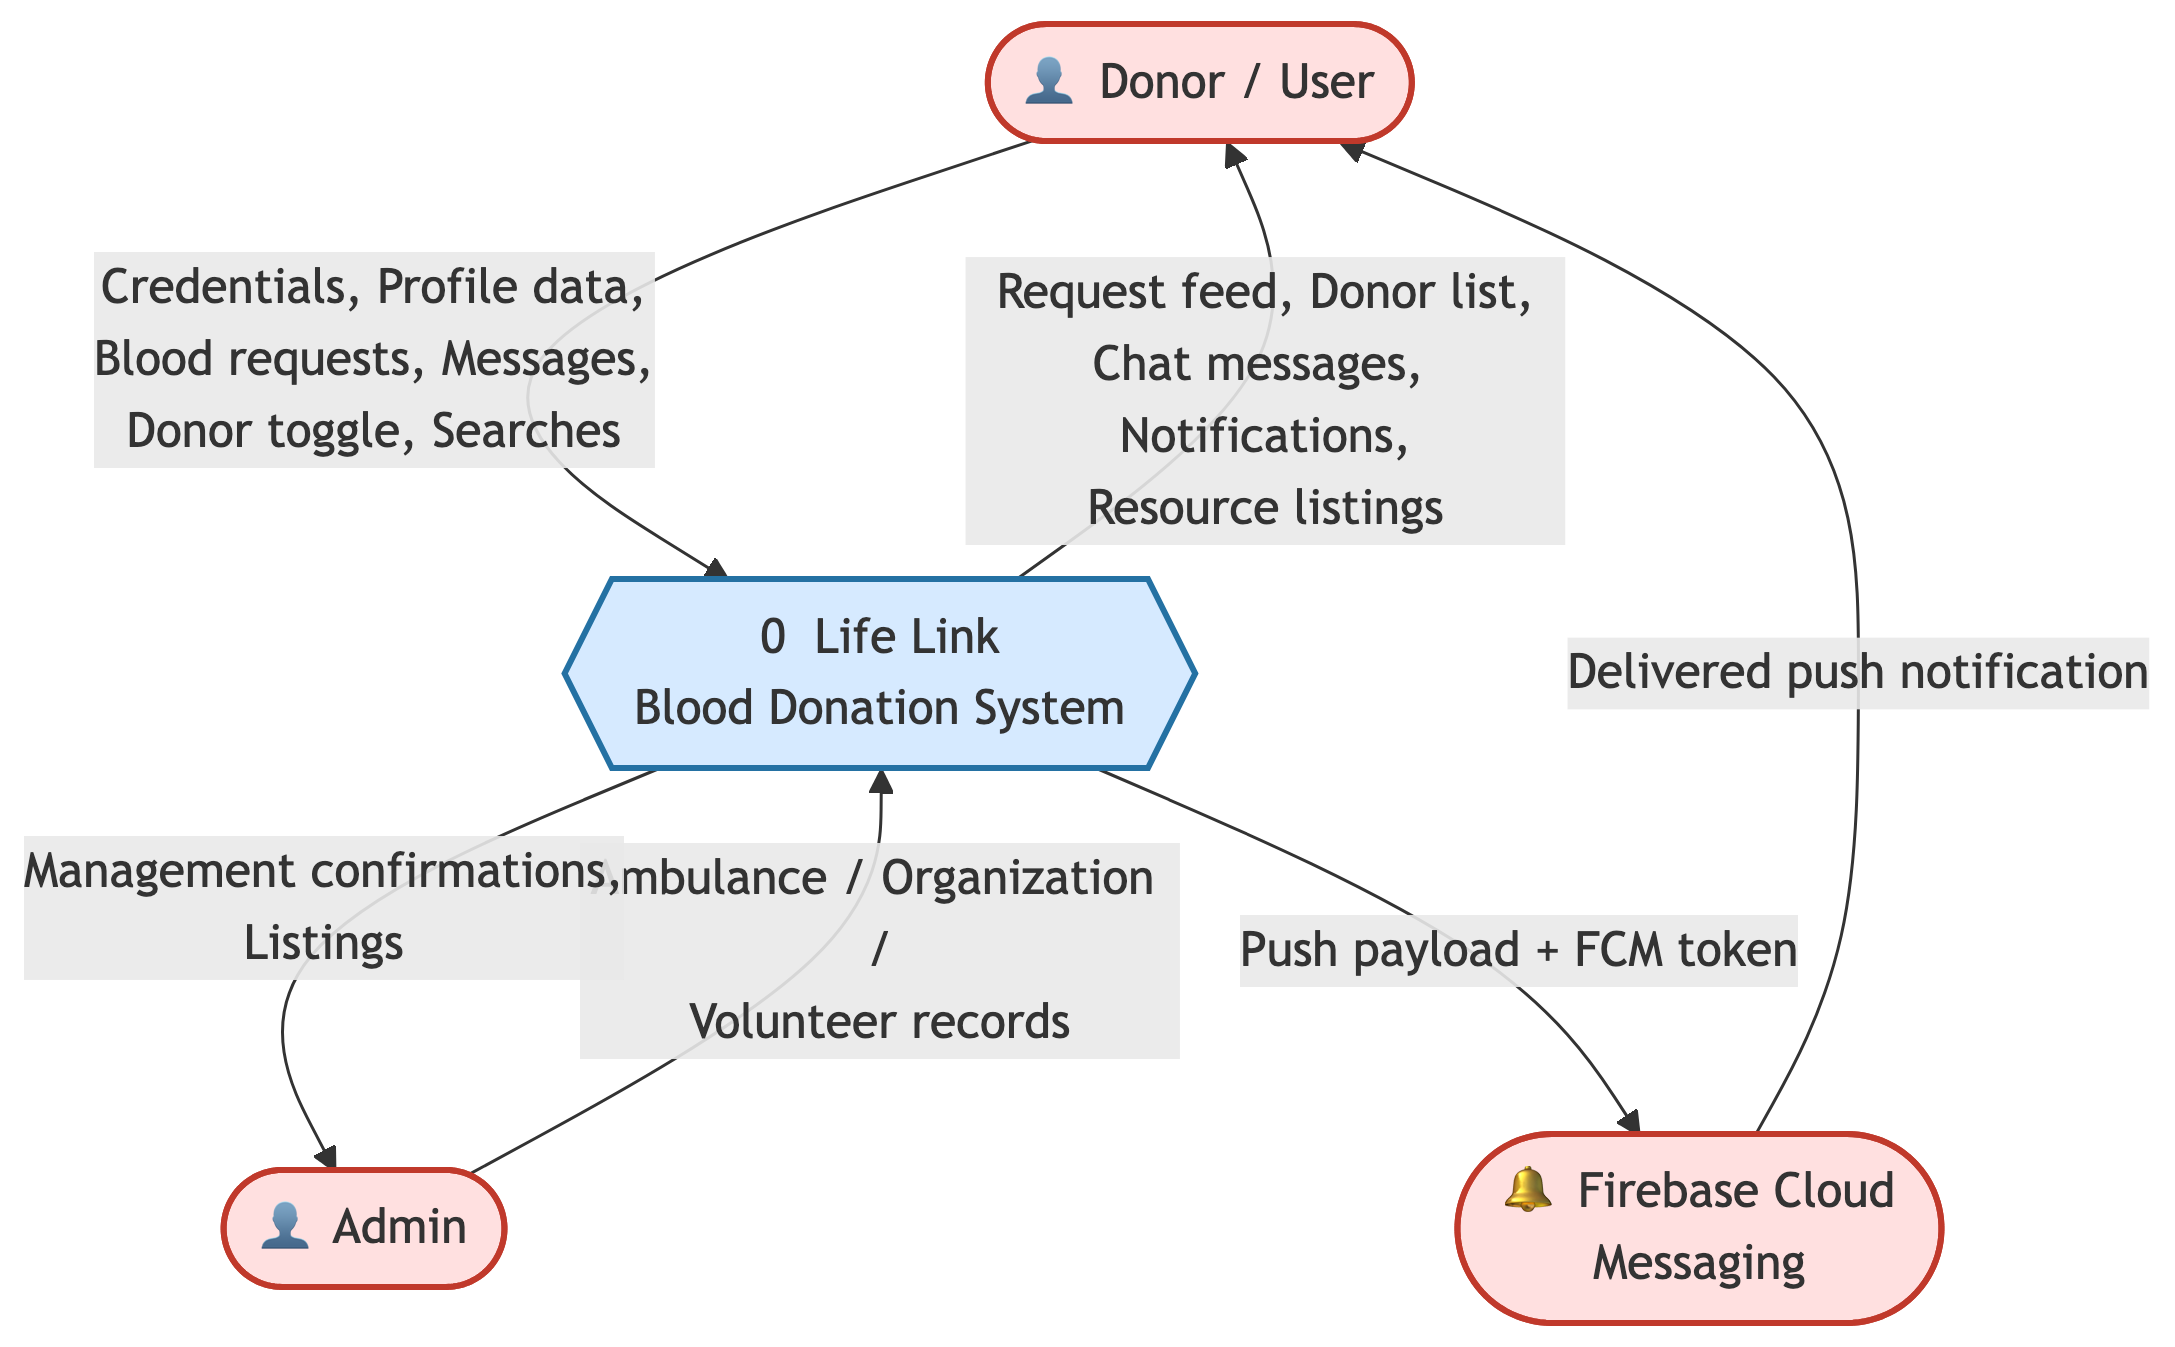 Donor / User
Credentials, Profile data,
Blood requests, Messages,
Donor toggle, Searches
Request feed, Donor list,
Chat messages,
Notifications,
Resource listings
0 Life Link
Blood Donation System
Delivered push notification
Management confirmations,
Listings
Ambulance / Organization
/
Volunteer records
Push payload + FCM token
Admin
Firebase Cloud
Messaging